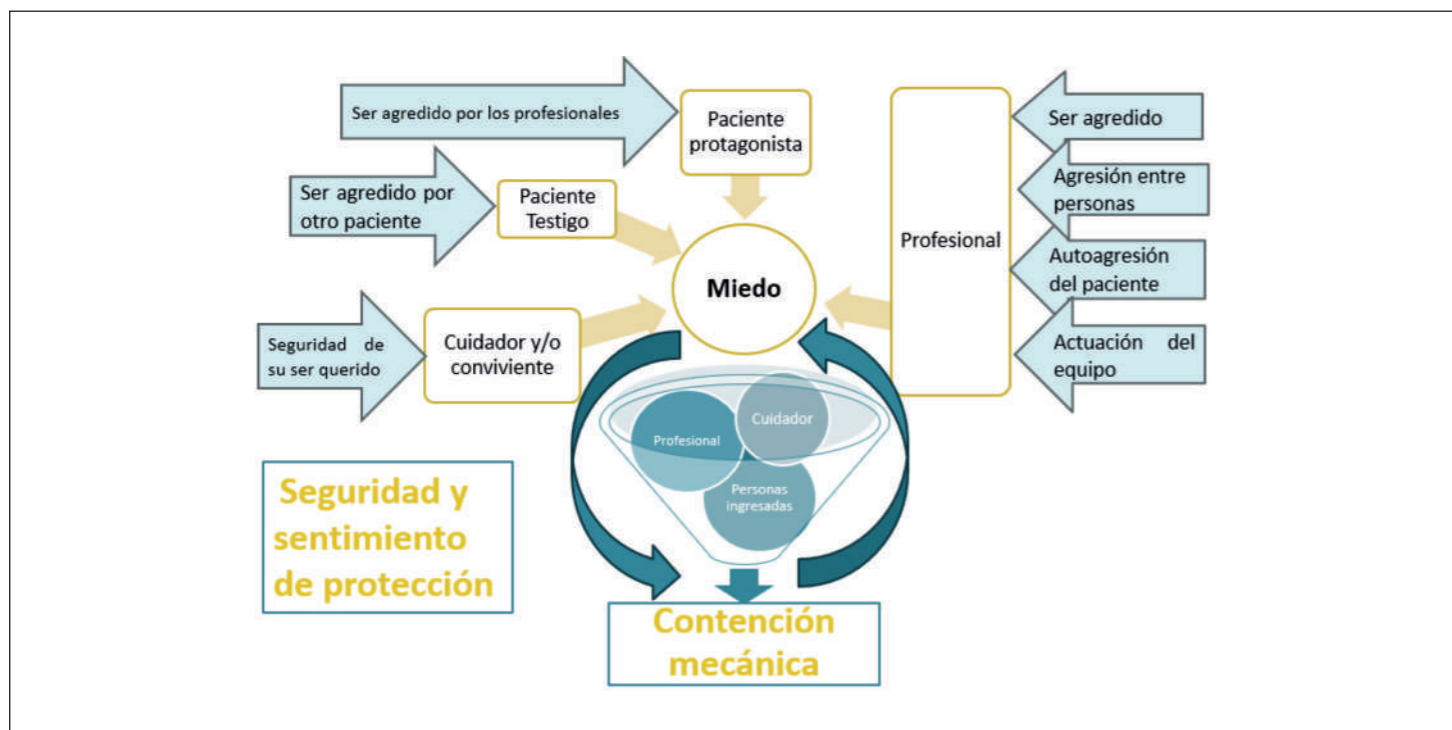 Ser agredido por los profesionales
Paciente
protagonista
Ser agredido por
otro paciente
Paciente
Testigo
Seguridad de
su ser querido
Cuidador y/o
conviviente
Miedo
Profesional
Ser agredido
Agresión entre
personas
Autoagresión
del paciente
Actuación del
equipo
Cuidador
Profesional
Personas
ingresadas
Seguridad y
sentimiento
de protección
Contención
mecánica